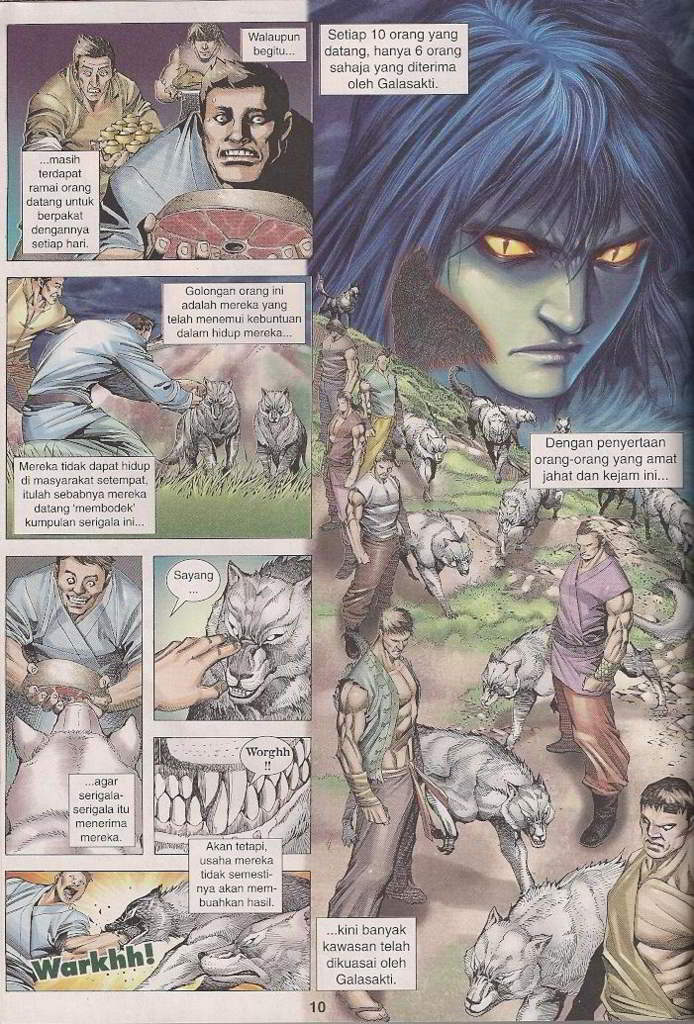 Walaupun
begitu...
...masih
terdapat
ramai orang
datang untuk
berpakat
dengannya
setiap hari.
Golongan orang ini
adalah mereka yang
telah menemui kebuntuan
dalam hidup mereka...
Mereka tidak dapat hidup
di masyarakat setempat,
itulah sebabnya mereka
datang 'membodek'
kumpulan serigala ini...
Sayang
...
...agar
serigala-
serigala itu
menerima
mereka.
Worghh
!!
Akan tetapi,
usaha mereka
tidak semesti-
nya akan mem-
buahkan hasil.
Warkhh!
Setiap 10 orang yang
datang, hanya 6 orang
sahaja yang diterima
oleh Galasakti.
Dengan penyertaan
orang-orang yang amat
jahat dan kejam ini...
...kini banyak
kawasan telah
dikuasai oleh
Galasakti.
10